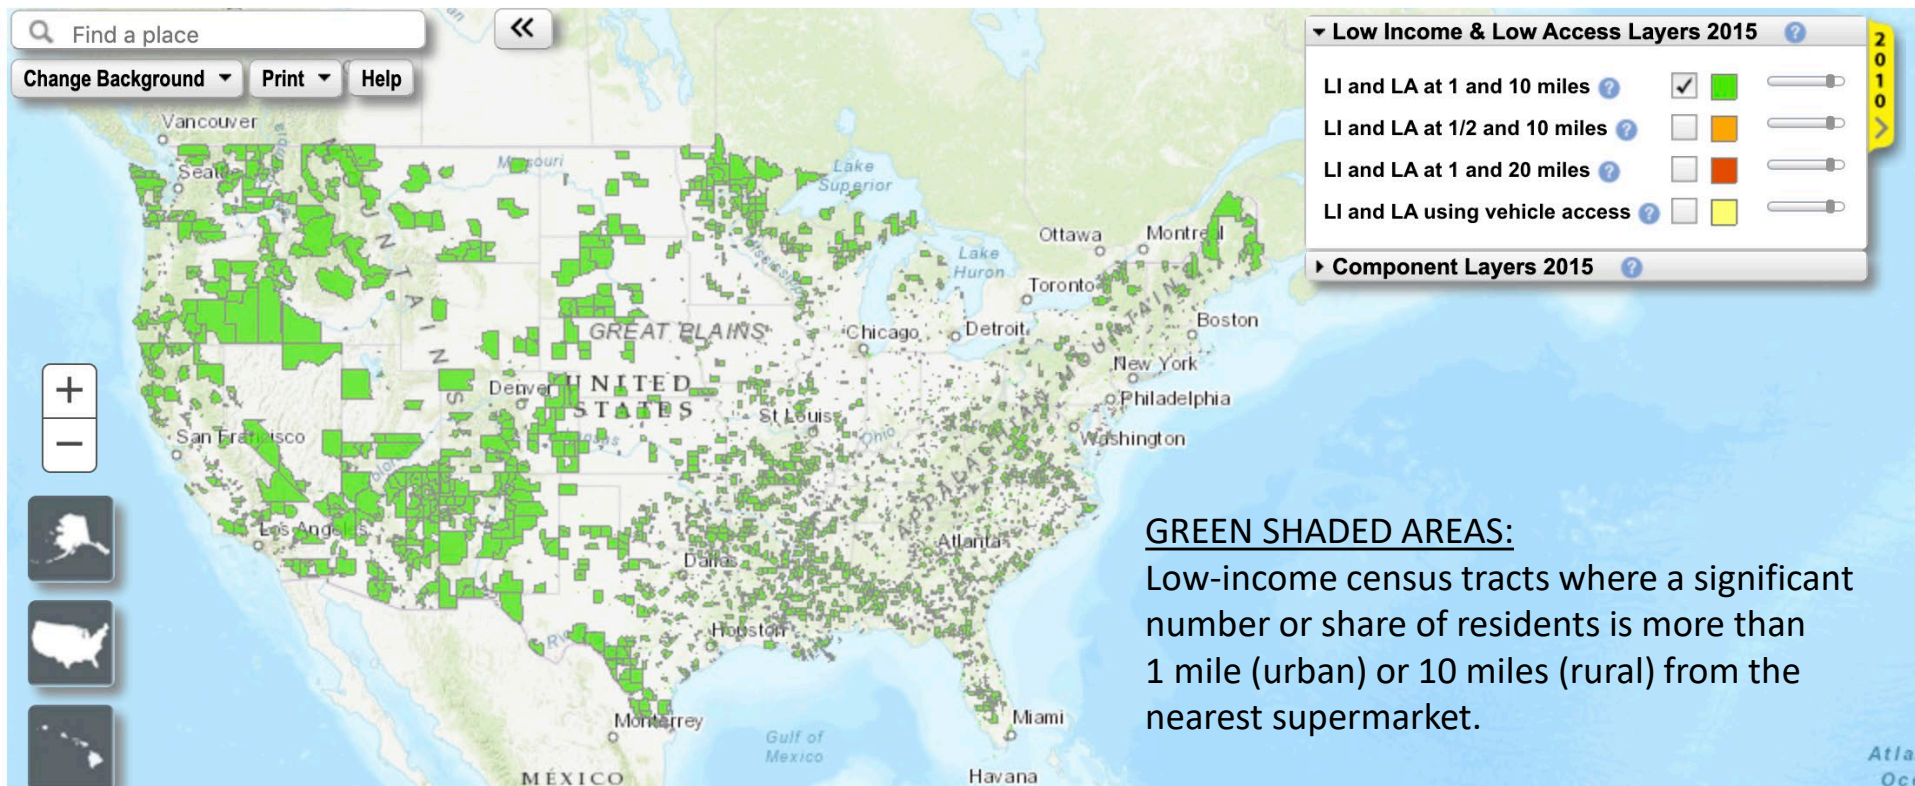 Find a place
Change Background
Print
Help
Low Income & Low Access Layers 2015
LI and LA at 1 and 10 miles
LI and LA at 1/2 and 10 miles
LI and LA at 1 and 20 miles
LI and LA using vehicle access
Component Layers 2015
2010
Vancouver
Missouri
Lake
Superior
Ottawa
Montreal
Lake
Huron
Toronto
GREAT PLAINS
Chicago
Detroit
Boston
New York
Denver
UNITED
STATES
St Louis
Philadelphia
Ohio
Washington
San Francisco
APPALACHIAN MOUNTAINS
Los Angeles
Atlanta
Dallas
Houston
Monterrey
Miami
Gulf of
Mexico
MÉXICO
Havana
GREEN SHADED AREAS:
Low-income census tracts where a significant
number or share of residents is more than
1 mile (urban) or 10 miles (rural) from the
nearest supermarket.